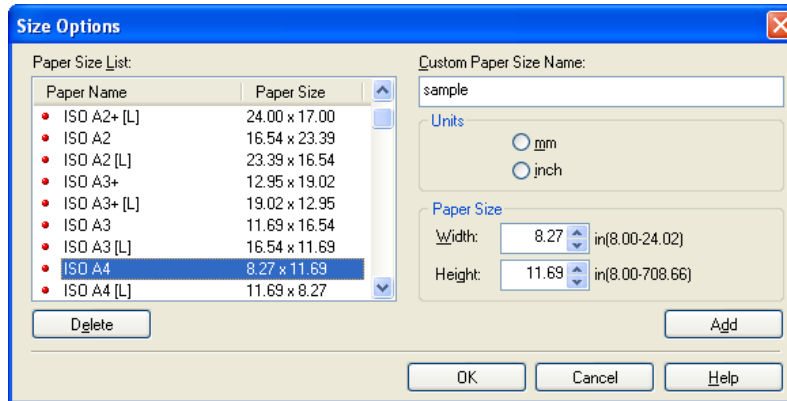 Size Options
Paper Size List:
Paper Name Paper Size
ISO A2+ [L] 24.00 x 17.00
ISO A2 16.54 x 23.39
ISO A2 [L] 23.39 x 16.54
ISO A3+ 12.95 x 19.02
ISO A3+ [L] 19.02 x 12.95
ISO A3 11.69 x 16.54
ISO A3 [L] 16.54 x 11.69
ISO A4 8.27 x 11.69
ISO A4 [L] 11.69 x 8.27
Delete
Custom Paper Size Name:
sample
Units
mm
inch
Paper Size
Width: 8.27 in(8.00-24.02)
Height: 11.69 in(8.00-708.66)
Add
OK Cancel Help